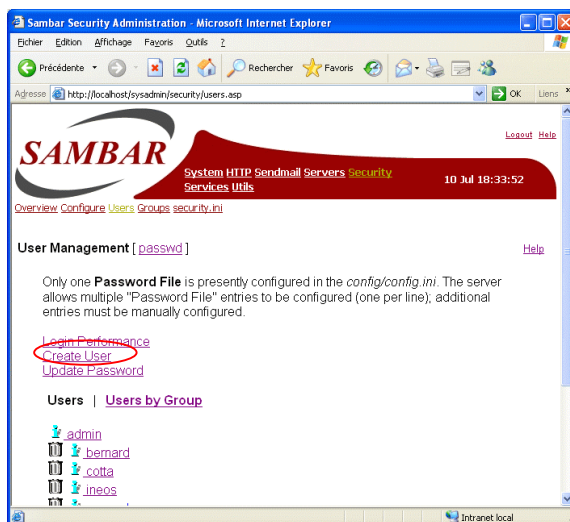 Sambar Security Administration - Microsoft Internet Explorer
Fichier Edition Affichage Favoris Outils ?
Précédente Rechercher Favoris
Adresse http://localhost/sysadmin/security/users.asp OK Liens »
Logout Help
SAMBAR
System HTTP Sendmail Servers Security
Services Utils
10 Jul 18:33:52
Overview Configure Users Groups security.ini
User Management [ passwd ] Help
Only one Password File is presently configured in the config/config.ini. The server
allows multiple "Password File" entries to be configured (one per line); additional
entries must be manually configured.
Login Performance
Create User
Update Password
Users | Users by Group
admin
bernard
cotta
ineos
Intranet local